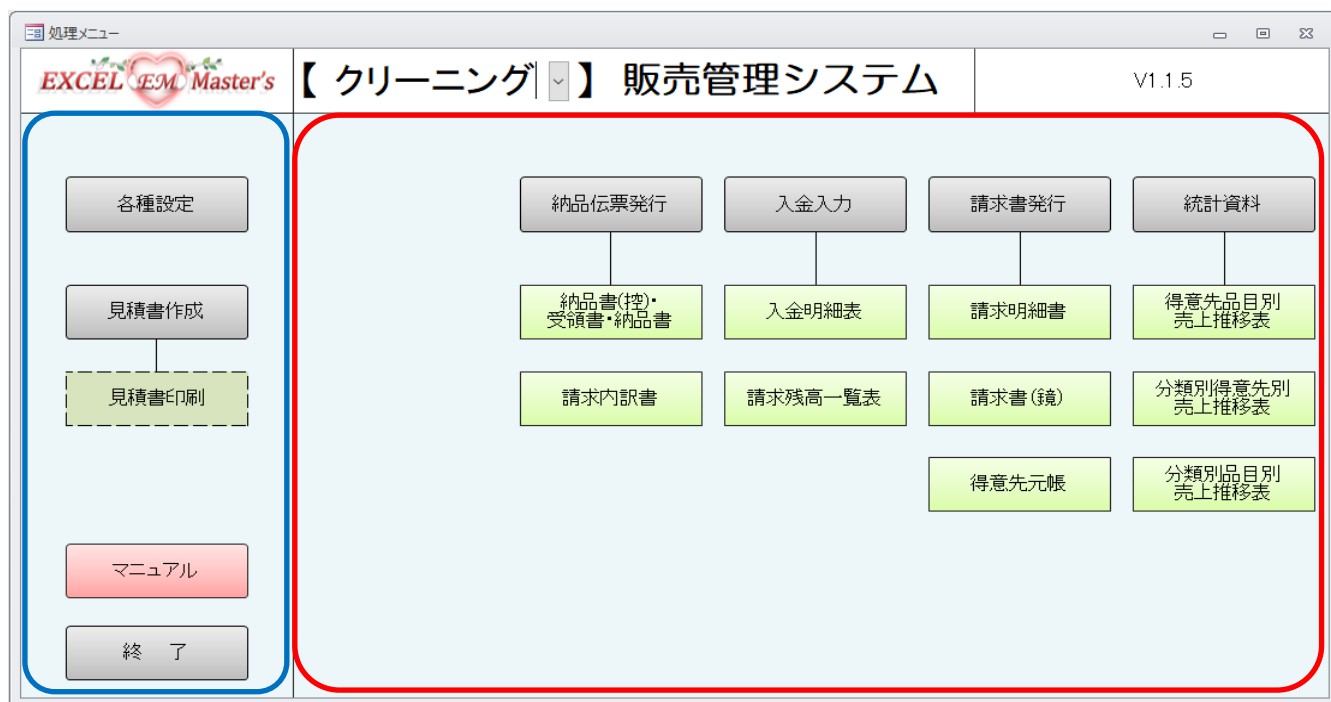 処理メニュー
EXCEL EM Master's
【 クリーニング 】 販売管理システム
V1.1.5
各種設定
見積書作成
見積書印刷
マニュアル
終 了
納品伝票発行
入金入力
請求書発行
統計資料
納品書(控)・
受領書・納品書
入金明細表
請求明細書
得意先品目別
売上推移表
請求内訳書
請求残高一覧表
請求書(鏡)
分類別得意先別
売上推移表
得意先元帳
分類別品目別
売上推移表